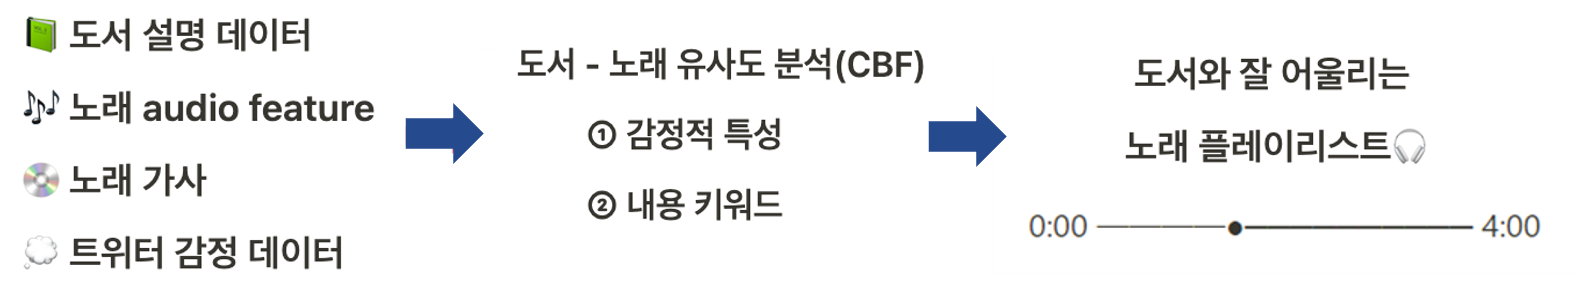 도서 설명 데이터
노래 audio feature
노래 가사
트위터 감정 데이터
도서 - 노래 유사도 분석(CBF)
① 감정적 특성
② 내용 키워드
도서와 잘 어울리는
노래 플레이리스트
0:00 4:00